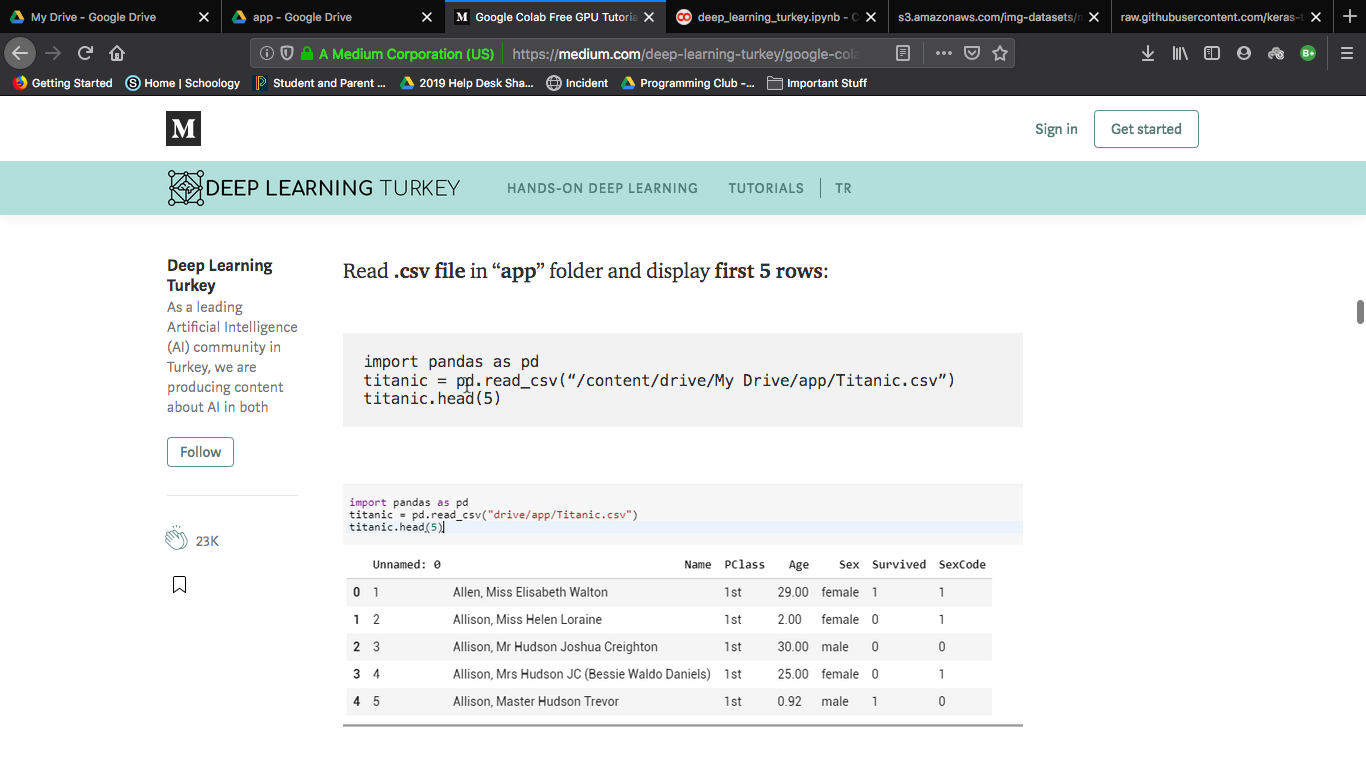 My Drive - Google Drive
app - Google Drive
M Google Colab Free GPU Tutoria
deep_learning_turkey.ipynb - C
s3.amazonaws.com/img-datasets/
raw.githubusercontent.com/keras-
A Medium Corporation (US)
https://medium.com/deep-learning-turkey/google-cola
B+
Getting Started
S Home | Schoology
Student and Parent ...
2019 Help Desk Sha...
Incident
Programming Club -...
Important Stuff
M
Sign in
Get started
DEEP LEARNING TURKEY
HANDS-ON DEEP LEARNING
TUTORIALS
TR
Deep Learning
Turkey
As a leading
Artificial Intelligence
(AI) community in
Turkey, we are
producing content
about AI in both
Follow
23K
Read .csv file in “app” folder and display first 5 rows:
import pandas as pd
titanic = pd.read_csv(“/content/drive/My Drive/app/Titanic.csv”)
titanic.head(5)
import pandas as pd
titanic = pd.read_csv("drive/app/Titanic.csv")
titanic.head(5)
Unnamed: 0 Name PClass Age Sex Survived SexCode
0 1 Allen, Miss Elisabeth Walton 1st 29.00 female 1 1
1 2 Allison, Miss Helen Loraine 1st 2.00 female 0 1
2 3 Allison, Mr Hudson Joshua Creighton 1st 30.00 male 0 0
3 4 Allison, Mrs Hudson JC (Bessie Waldo Daniels) 1st 25.00 female 0 1
4 5 Allison, Master Hudson Trevor 1st 0.92 male 1 0